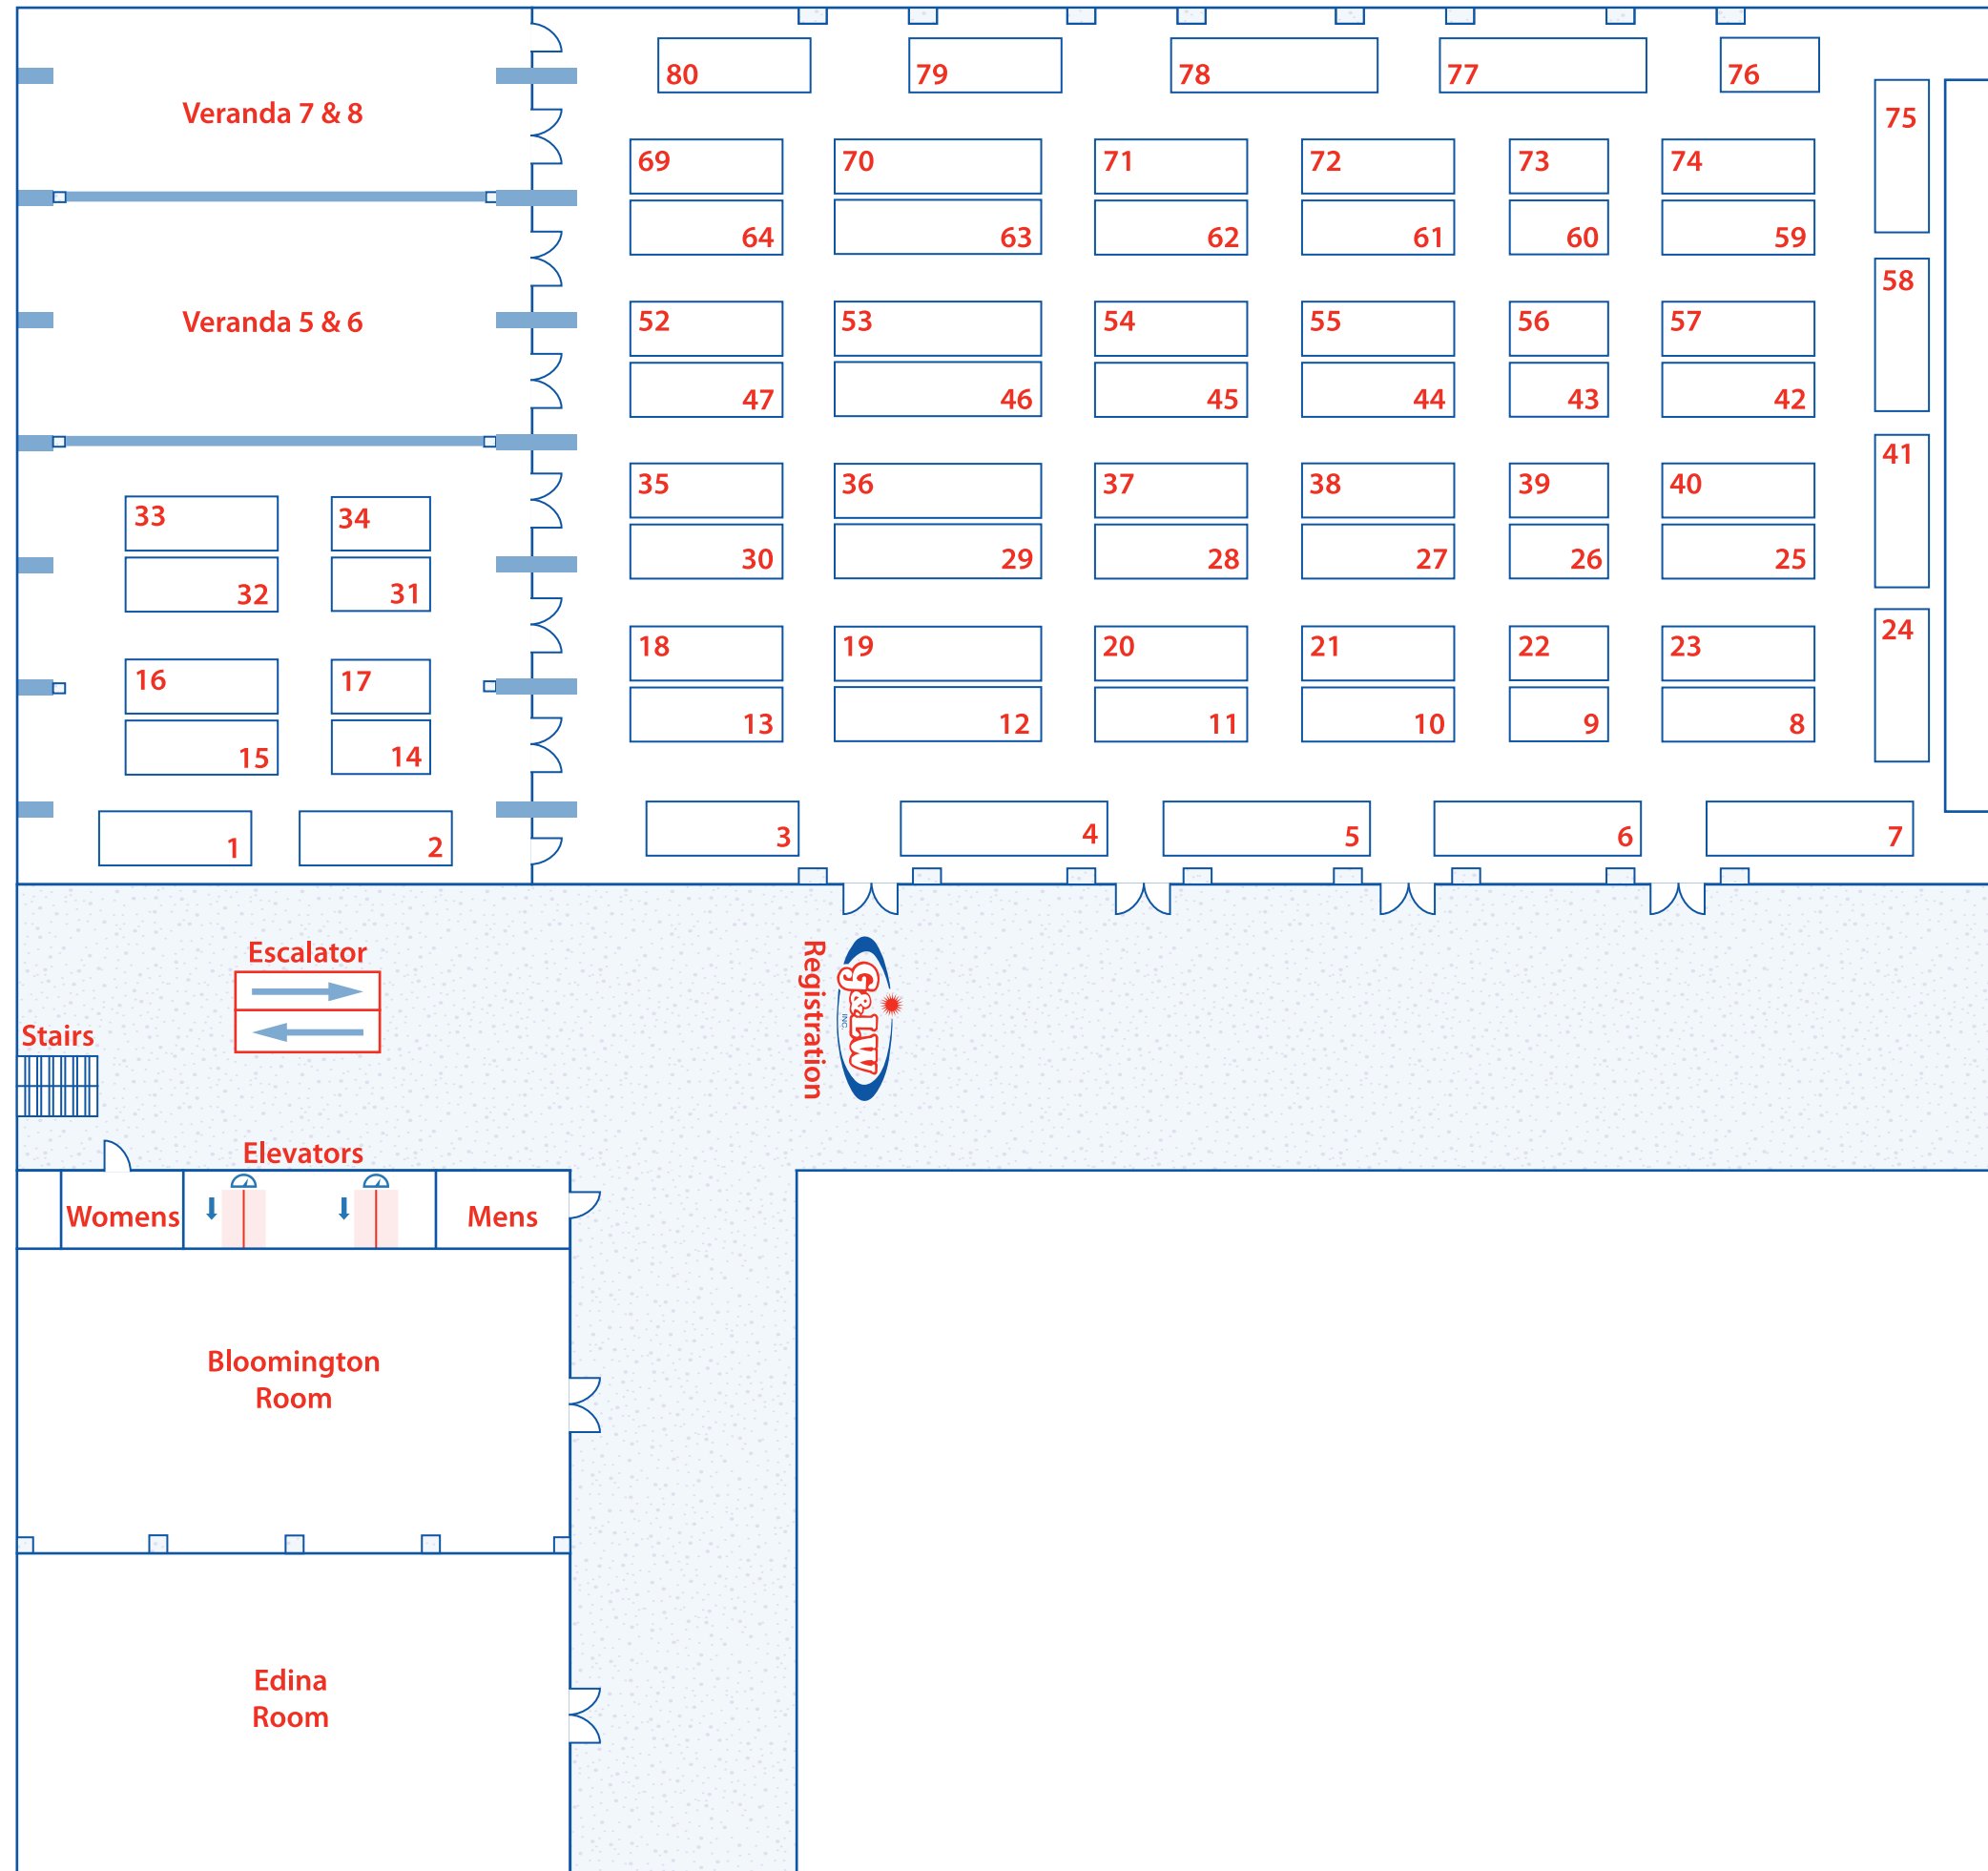 80 79 78 77 76
Veranda 7 & 8
75
69 70 71 72 73 74
64 63 62 61 60 59
58
Veranda 5 & 6
52 53 54 55 56 57
47 46 45 44 43 42
41
33 34
35 36 37 38 39 40
32 31
30 29 28 27 26 25
24
16 17
18 19 20 21 22 23
15 14
13 12 11 10 9 8
1 2
3 4 5 6 7
Escalator
Stairs
Registration
G&LW
INC.
Elevators
Womens
Mens
Bloomington
Room
Edina
Room